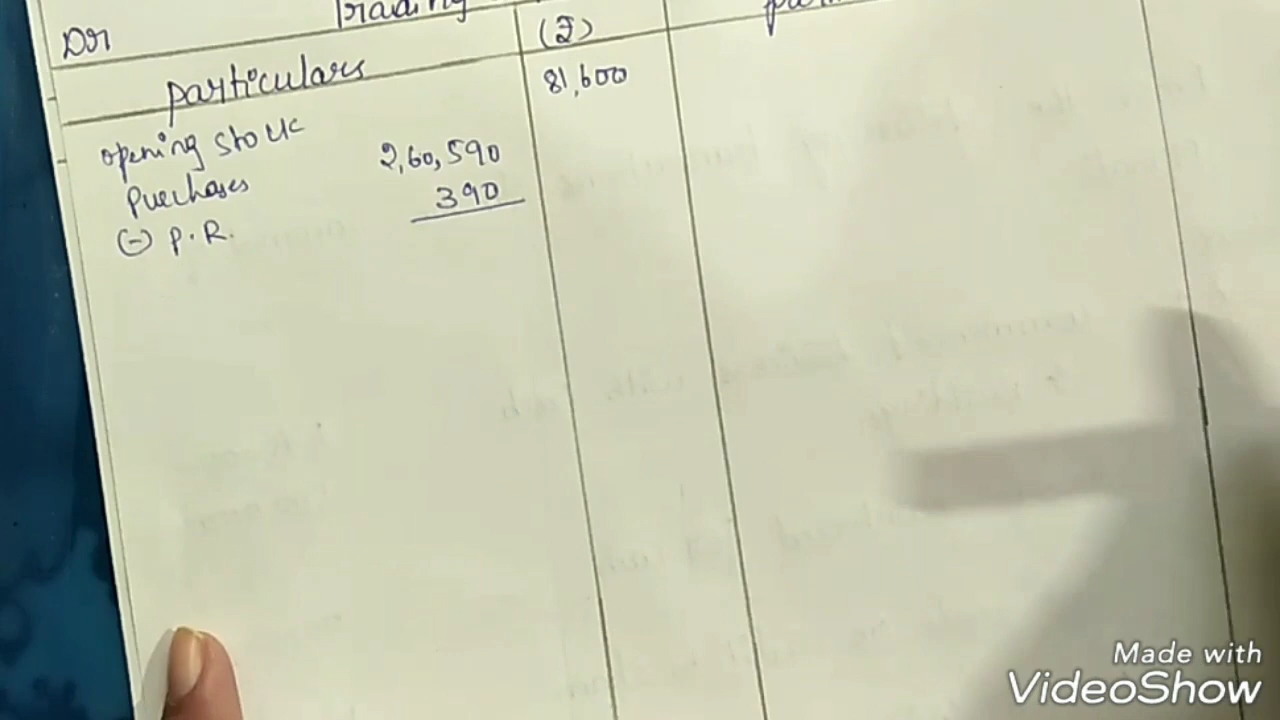 Trading
Dr
particulars (₹)
opening stock 81,600
purchases 2,60,590
(-) P.R. 390
Made with
VideoShow